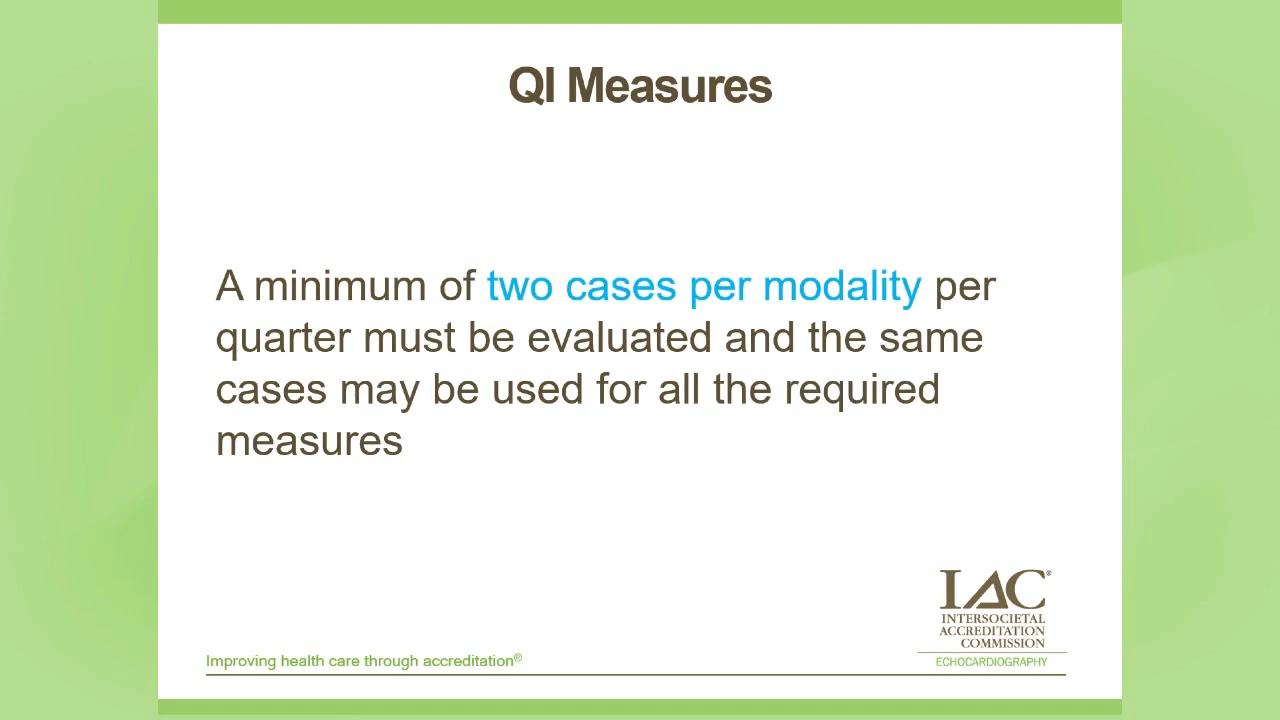 QI Measures
A minimum of two cases per modality per
quarter must be evaluated and the same
cases may be used for all the required
measures
IAC®
INTERSOCIETAL
ACCREDITATION
COMMISSION
ECHOCARDIOGRAPHY
Improving health care through accreditation®